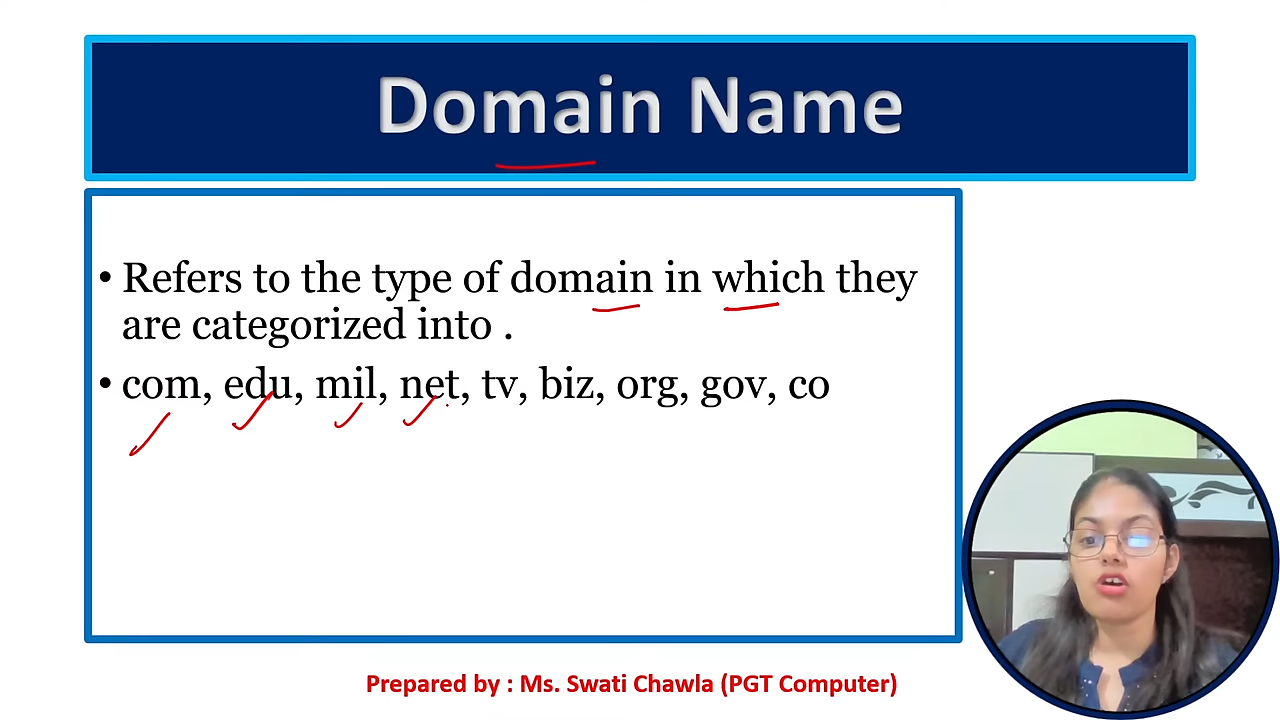 Domain Name
• Refers to the type of domain in which they
are categorized into .
• com, edu, mil, net, tv, biz, org, gov, co
Prepared by : Ms. Swati Chawla (PGT Computer)